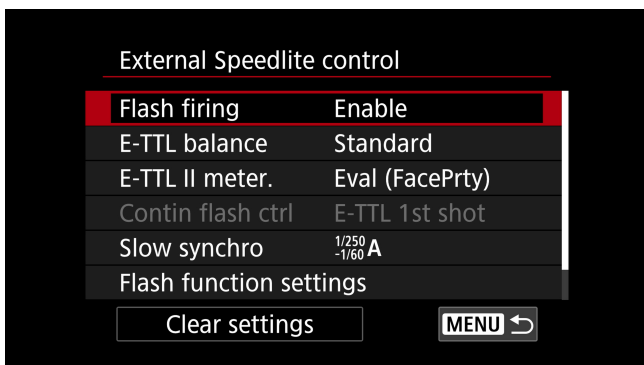 External Speedlite control
Flash firing Enable
E-TTL balance Standard
E-TTL II meter. Eval (FacePrty)
Contin flash ctrl E-TTL 1st shot
Slow synchro 1/250-1/60 A
Flash function settings
Clear settings MENU